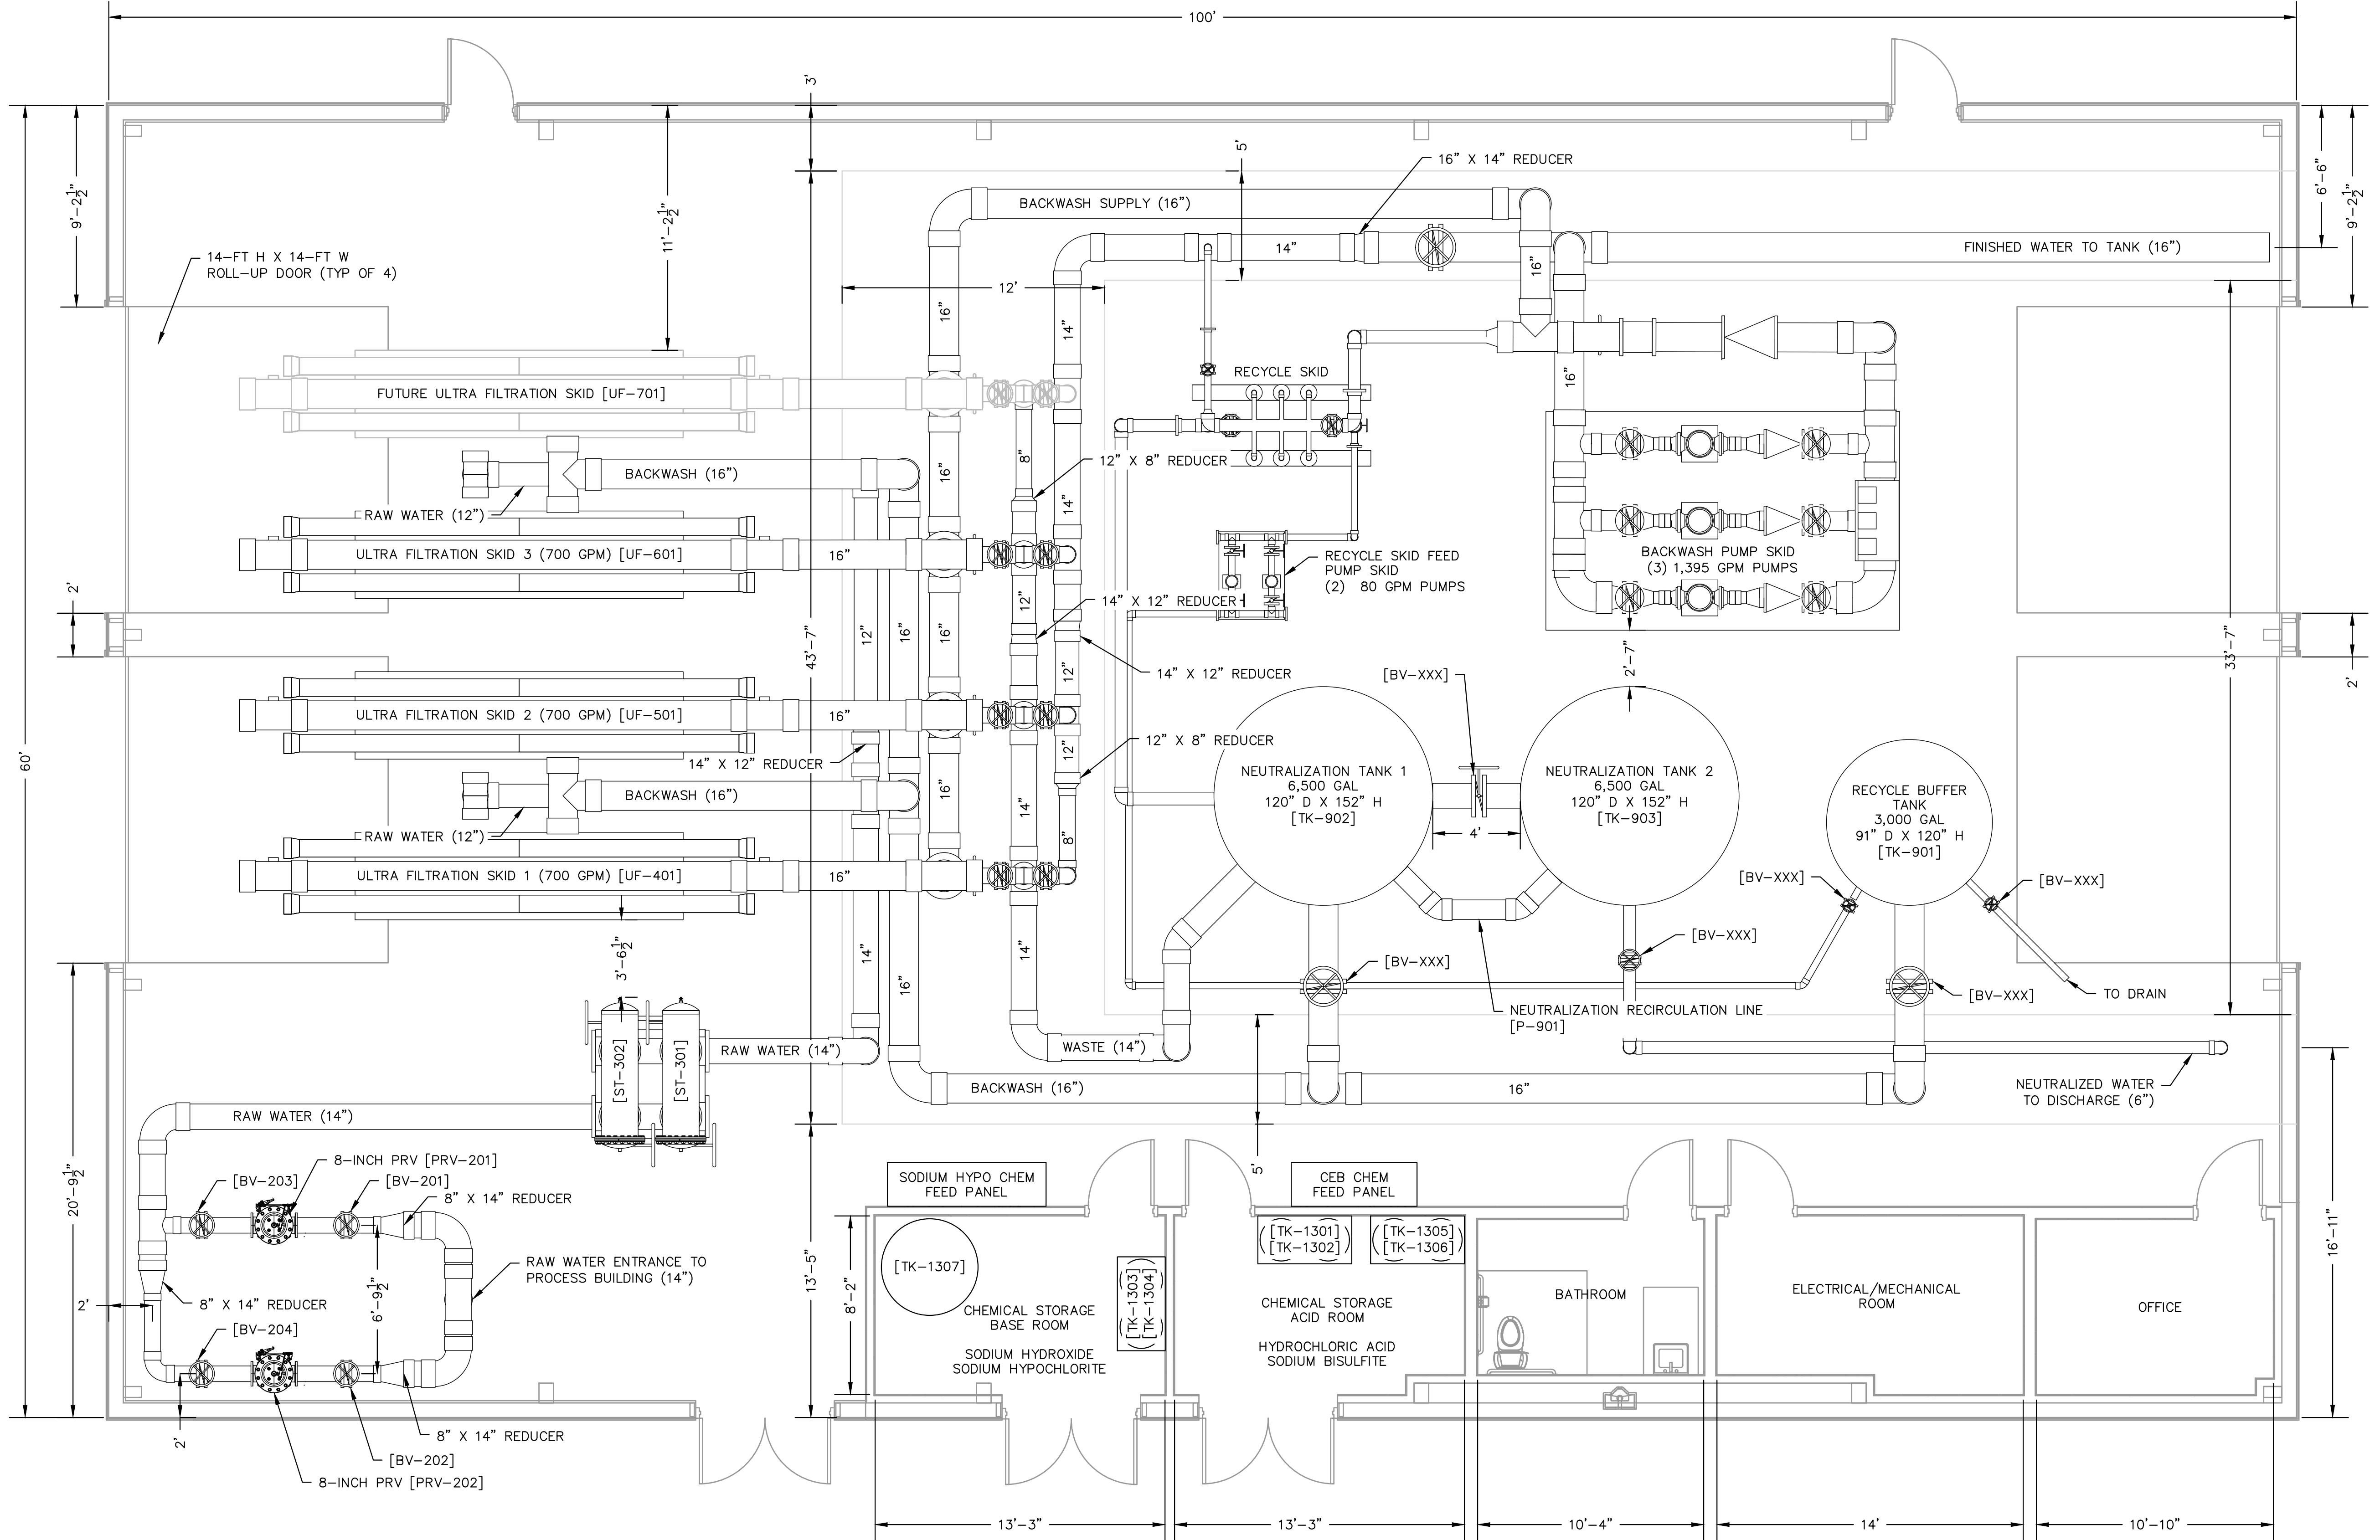 100'
3'
5'
16" X 14" REDUCER
9'-2 1/2"
11'-2 1/2"
6'-6"
9'-2 1/2"
BACKWASH SUPPLY (16")
14"
FINISHED WATER TO TANK (16")
14-FT H X 14-FT W
ROLL-UP DOOR (TYP OF 4)
16"
12'
16"
14"
RECYCLE SKID
16"
FUTURE ULTRA FILTRATION SKID [UF-701]
8"
12" X 8" REDUCER
BACKWASH (16")
16"
14"
RAW WATER (12")
ULTRA FILTRATION SKID 3 (700 GPM) [UF-601]
16"
RECYCLE SKID FEED
PUMP SKID
(2) 80 GPM PUMPS
BACKWASH PUMP SKID
(3) 1,395 GPM PUMPS
2'
14" X 12" REDUCER
12"
43'-7"
12"
16"
16"
2'-7"
33'-7"
2'
14" X 12" REDUCER
12"
[BV-XXX]
ULTRA FILTRATION SKID 2 (700 GPM) [UF-501]
16"
60'
12" X 8" REDUCER
12"
14" X 12" REDUCER
NEUTRALIZATION TANK 1
6,500 GAL
120" D X 152" H
[TK-902]
NEUTRALIZATION TANK 2
6,500 GAL
120" D X 152" H
[TK-903]
RECYCLE BUFFER
TANK
3,000 GAL
91" D X 120" H
[TK-901]
BACKWASH (16")
16"
14"
4'
RAW WATER (12")
8"
ULTRA FILTRATION SKID 1 (700 GPM) [UF-401]
16"
[BV-XXX]
[BV-XXX]
3'-6 1/2"
14"
14"
16"
[BV-XXX]
[BV-XXX]
[BV-XXX]
TO DRAIN
NEUTRALIZATION RECIRCULATION LINE
[P-901]
[ST-302]
[ST-301]
RAW WATER (14")
WASTE (14")
BACKWASH (16")
16"
NEUTRALIZED WATER
TO DISCHARGE (6")
RAW WATER (14")
5'
8-INCH PRV [PRV-201]
[BV-203]
[BV-201]
8" X 14" REDUCER
20'-9 1/2"
SODIUM HYPO CHEM
FEED PANEL
CEB CHEM
FEED PANEL
16'-11"
[TK-1301]
[TK-1302]
[TK-1305]
[TK-1306]
RAW WATER ENTRANCE TO
PROCESS BUILDING (14")
[TK-1307]
13'-5"
8'-2"
[TK-1303]
[TK-1304]
2'
8" X 14" REDUCER
6'-9 1/2"
[BV-204]
CHEMICAL STORAGE
BASE ROOM
SODIUM HYDROXIDE
SODIUM HYPOCHLORITE
CHEMICAL STORAGE
ACID ROOM
HYDROCHLORIC ACID
SODIUM BISULFITE
BATHROOM
ELECTRICAL/MECHANICAL
ROOM
OFFICE
2'
8" X 14" REDUCER
[BV-202]
8-INCH PRV [PRV-202]
13'-3"
13'-3"
10'-4"
14'
10'-10"